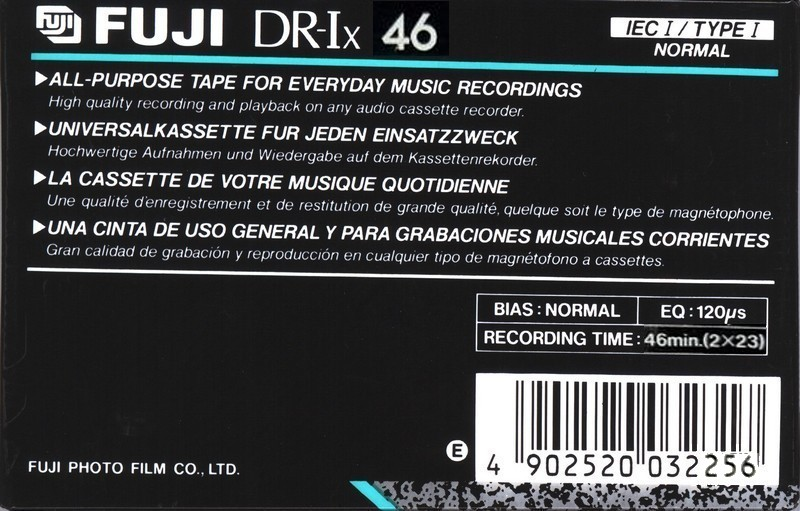 FUJI FUJI DR-Ix 46
IEC I / TYPE I
NORMAL
▶ALL-PURPOSE TAPE FOR EVERYDAY MUSIC RECORDINGS
High quality recording and playback on any audio cassette recorder.
▶UNIVERSALKASSETTE FUR JEDEN EINSATZZWECK
Hochwertige Aufnahmen und Wiedergabe auf dem Kassettenrekorder.
▶LA CASSETTE DE VOTRE MUSIQUE QUOTIDIENNE
Une qualité d'enregistrement et de restitution de grande qualité, quelque soit le type de magnétophone.
▶UNA CINTA DE USO GENERAL Y PARA GRABACIONES MUSICALES CORRIENTES
Gran calidad de grabación y reproducción en cualquier tipo de magnetófono a cassettes.
BIAS : NORMAL EQ : 120μs
RECORDING TIME : 46min.(2×23)
E
4 902520 032256
FUJI PHOTO FILM CO., LTD.